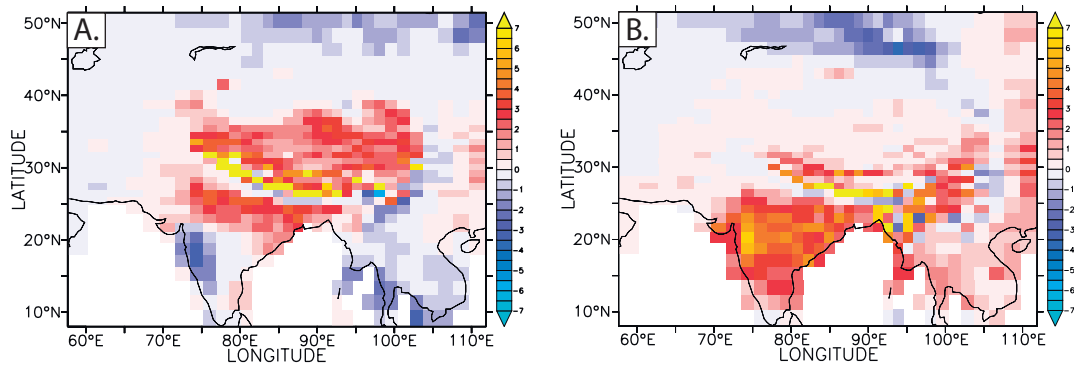 A.
50°N
40°N
30°N
20°N
10°N
LATITUDE
60°E
70°E
80°E
90°E
100°E
110°E
LONGITUDE
7
6
5
4
3
2
1
0
-1
-2
-3
-4
-5
-6
-7
B.
50°N
40°N
30°N
20°N
10°N
LATITUDE
60°E
70°E
80°E
90°E
100°E
110°E
LONGITUDE
7
6
5
4
3
2
1
0
-1
-2
-3
-4
-5
-6
-7